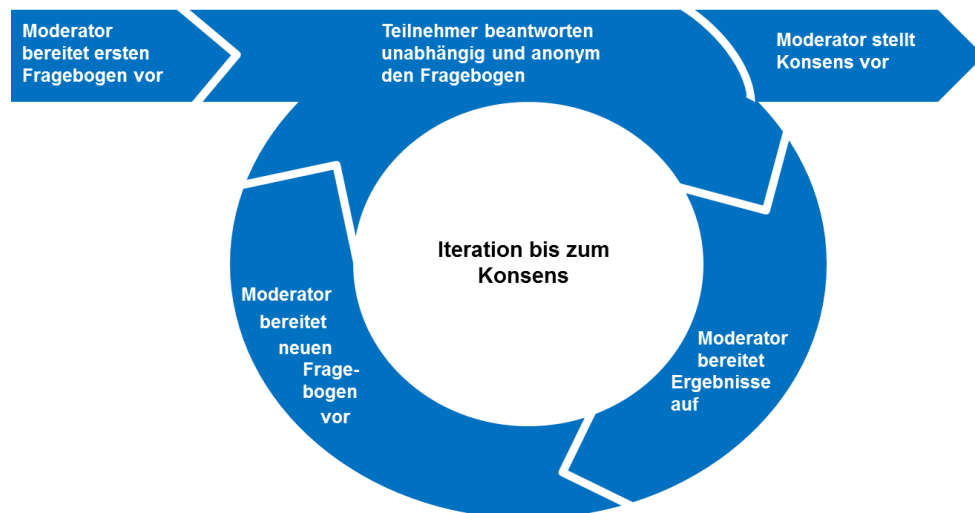 Moderator
bereitet ersten
Fragebogen vor
Teilnehmer beantworten
unabhängig und anonym
den Fragebogen
Moderator stellt
Konsens vor
Iteration bis zum
Konsens
Moderator
bereitet
Ergebnisse
auf
Moderator
bereitet
neuen
Frage-
bogen
vor